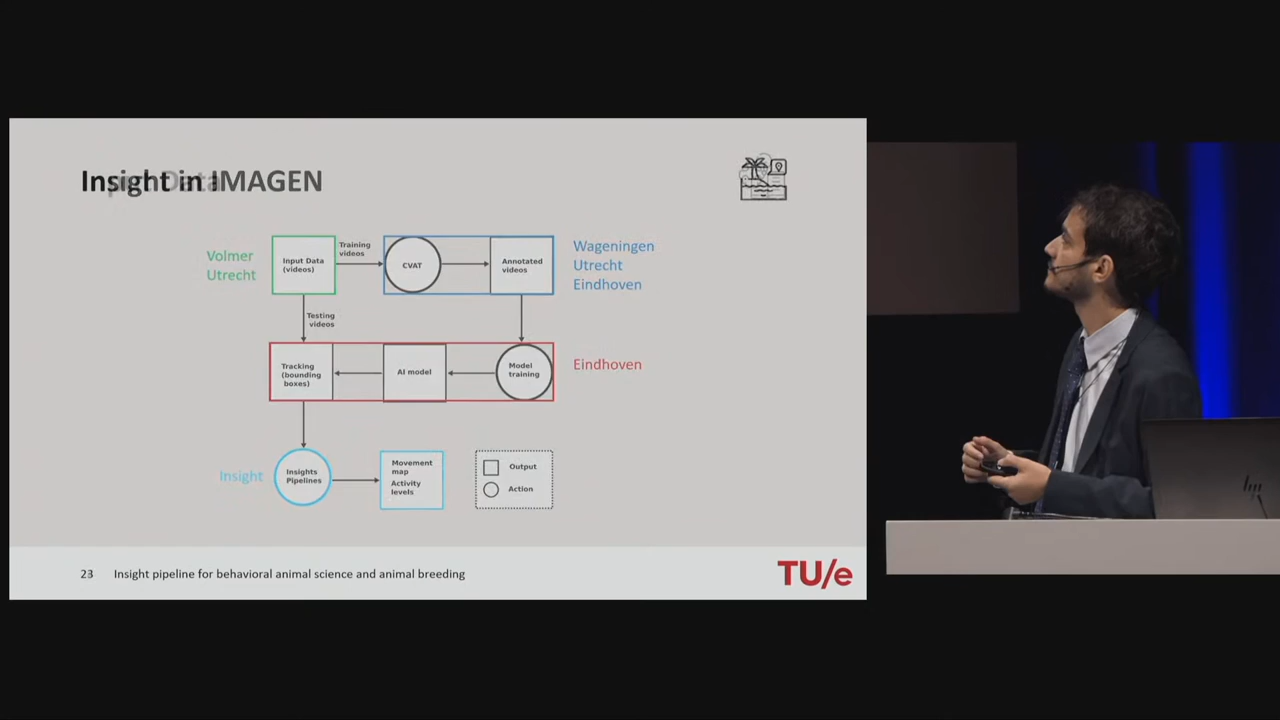 Insight in IMAGEN
Volmer
Utrecht
Input Data
(videos)
Training
videos
CVAT
Annotated
videos
Wageningen
Utrecht
Eindhoven
Testing
videos
Tracking
(bounding
boxes)
AI model
Model
training
Eindhoven
Insight
Insights
Pipelines
Movement
map
Activity
levels
Output
Action
23 Insight pipeline for behavioral animal science and animal breeding
TU/e
hp